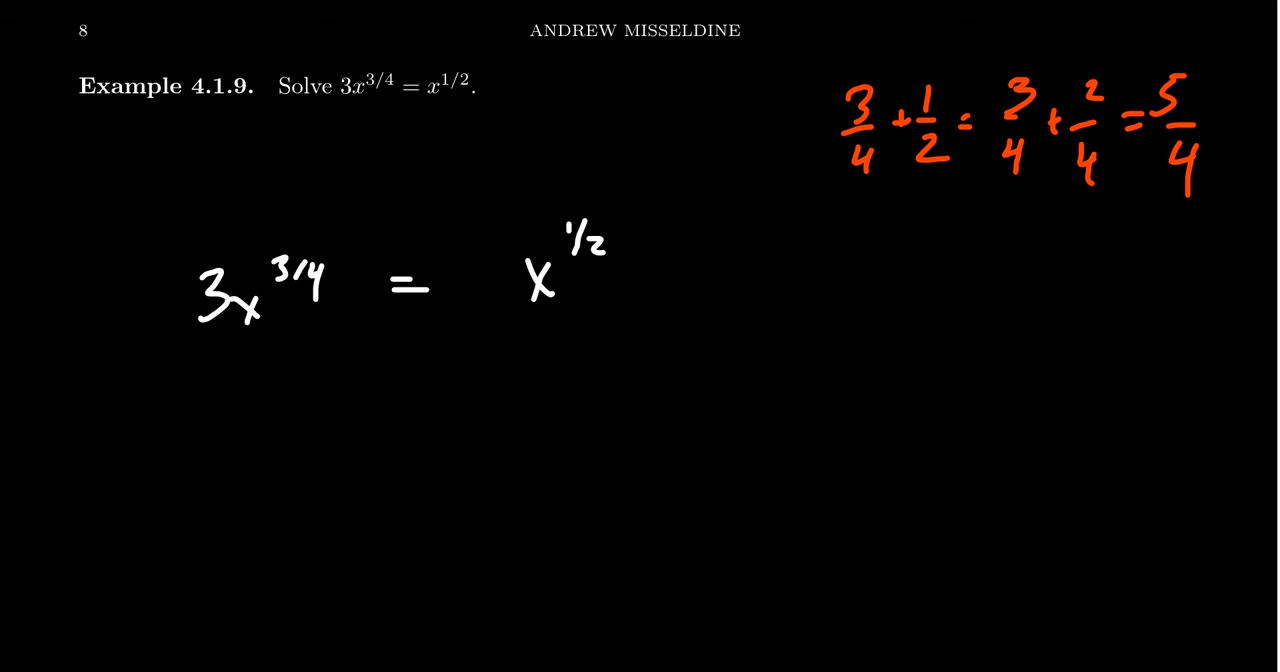 8 ANDREW MISSELDINE
Example 4.1.9. Solve 3x^{3/4} = x^{1/2}.
3/4 + 1/2 = 3/4 + 2/4 = 5/4
3x^{3/4} = x^{1/2}